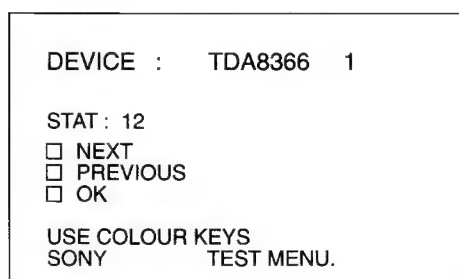 DEVICE : TDA8366 1
STAT : 12
☐ NEXT
☐ PREVIOUS
☐ OK
USE COLOUR KEYS
SONY TEST MENU.